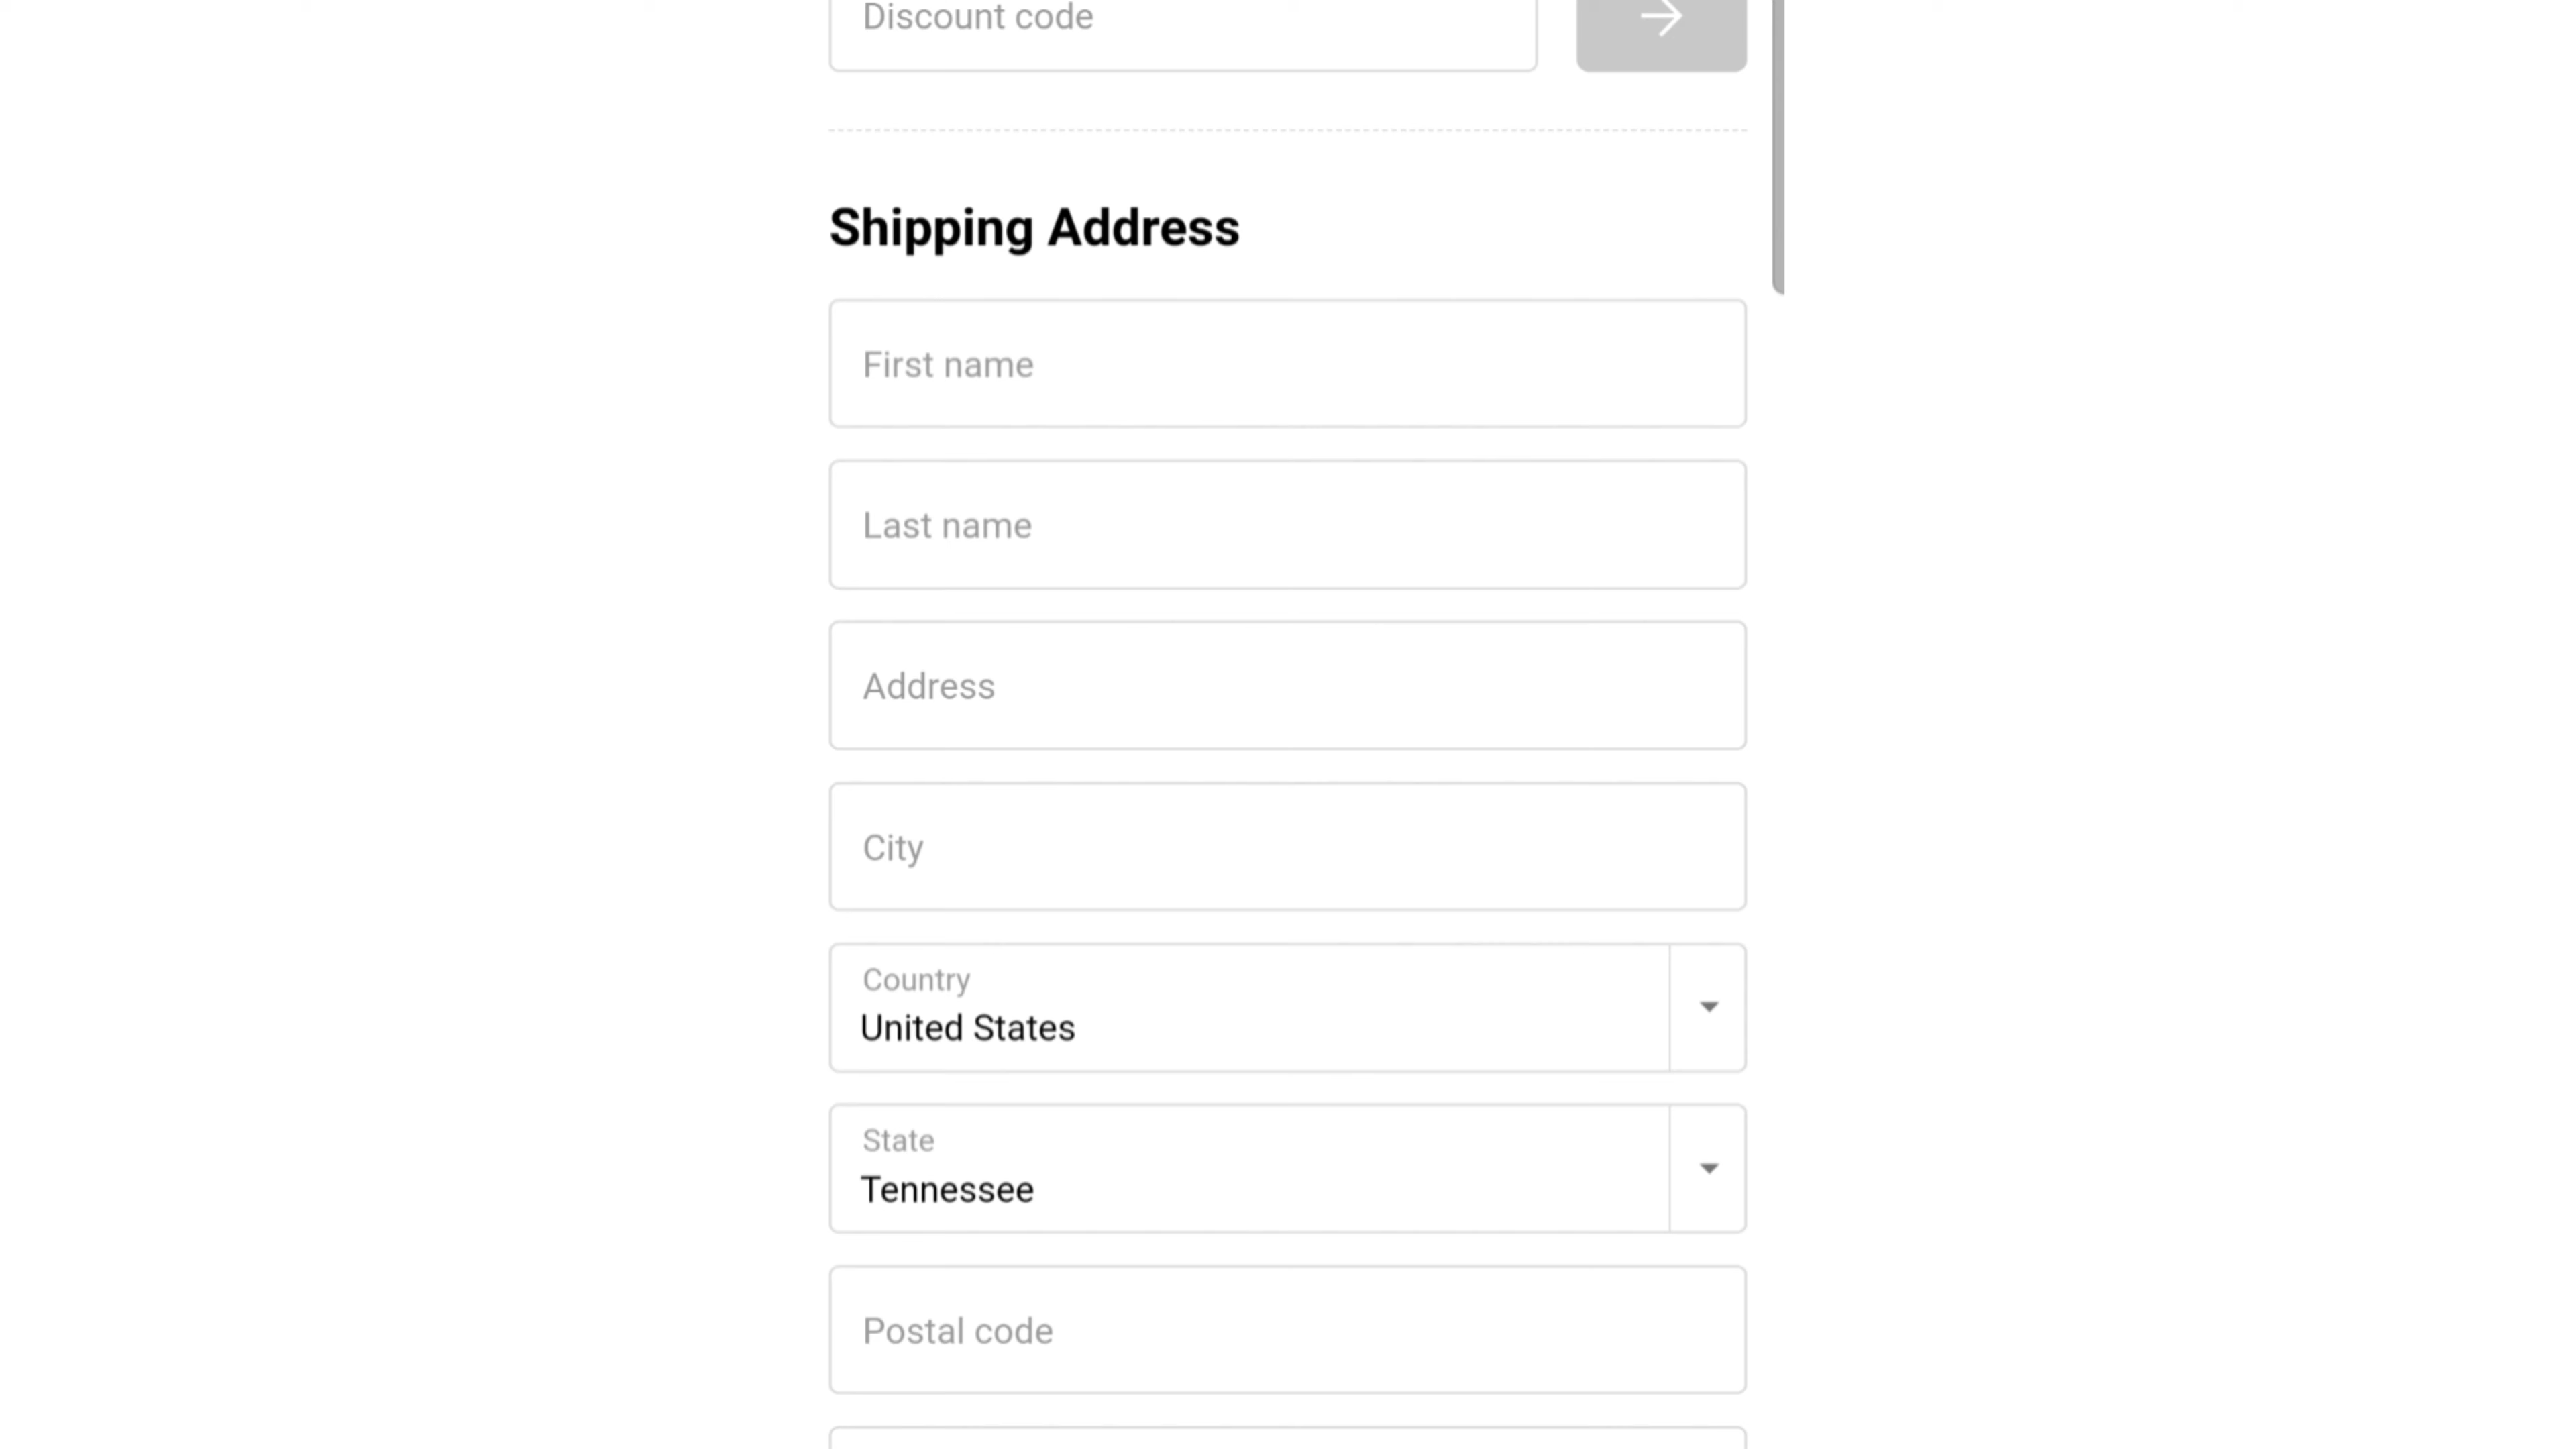 Discount code
Shipping Address
First name
Last name
Address
City
Country
United States
State
Tennessee
Postal code